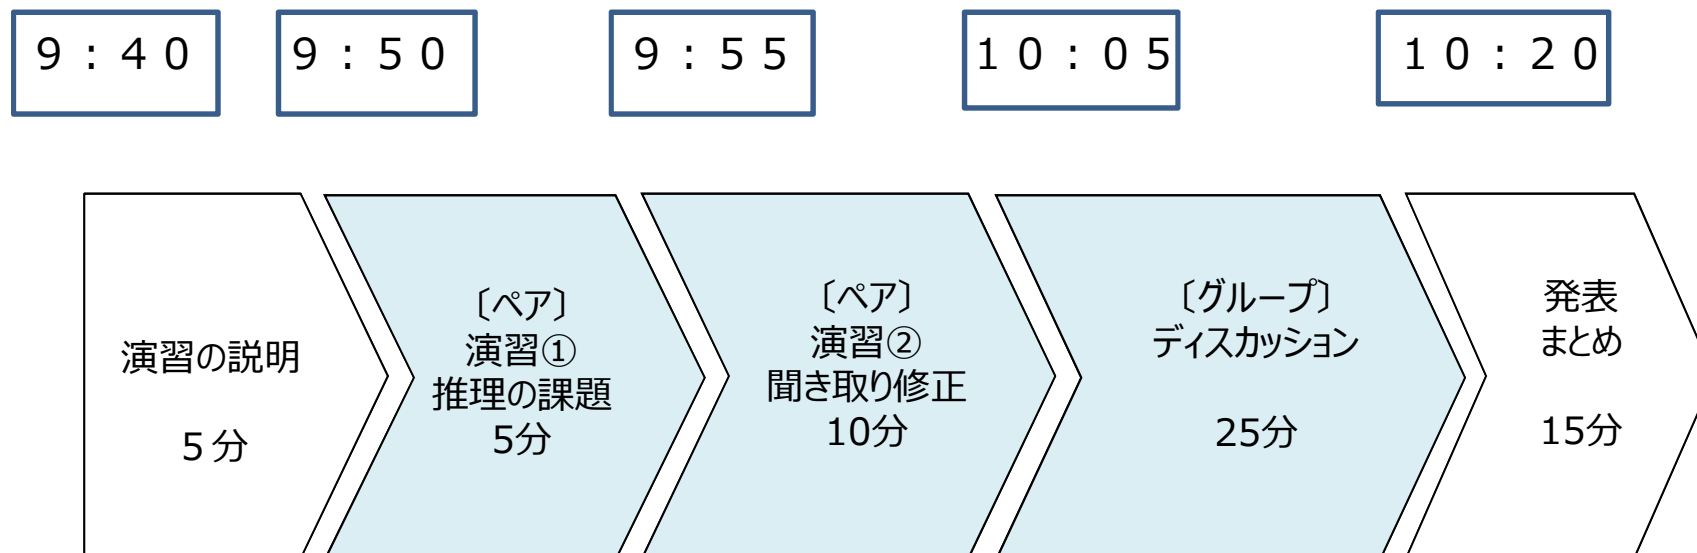 ９：４０
９：５０
９：５５
１０：０５
１０：２０
演習の説明
５分
〔ペア〕
演習①
推理の課題
5分
〔ペア〕
演習②
聞き取り修正
10分
〔グループ〕
ディスカッション
25分
発表
まとめ
15分